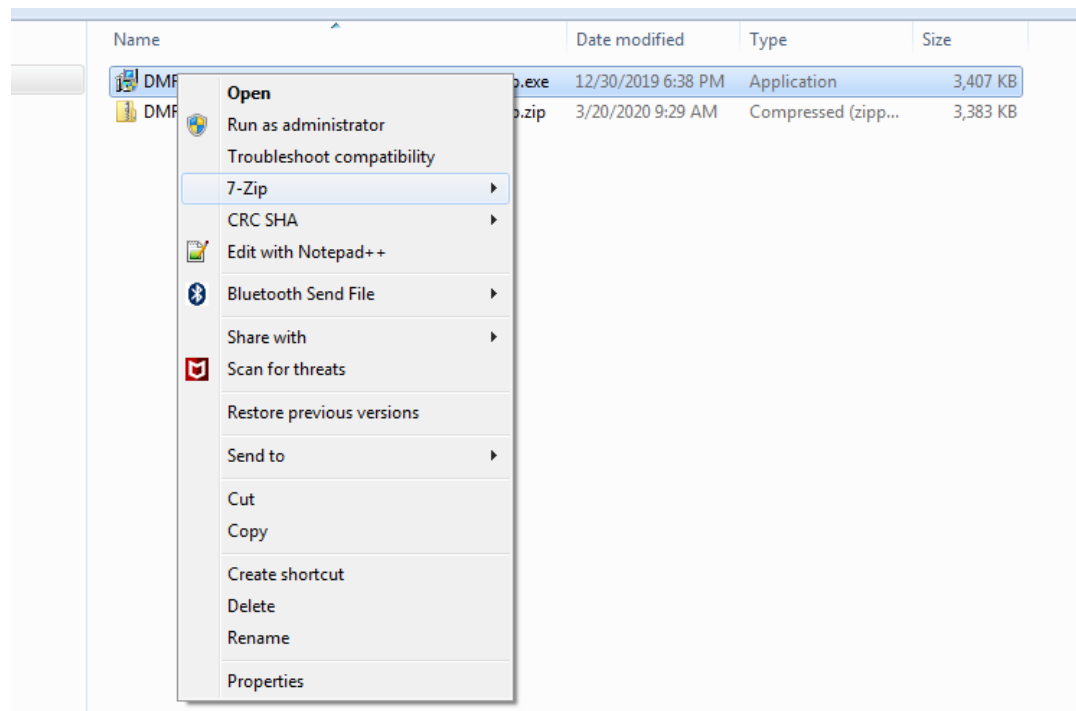 Name Date modified Type Size
DMF p.exe 12/30/2019 6:38 PM Application 3,407 KB
DMF p.zip 3/20/2020 9:29 AM Compressed (zipp... 3,383 KB
Open
Run as administrator
Troubleshoot compatibility
7-Zip
CRC SHA
Edit with Notepad++
Bluetooth Send File
Share with
Scan for threats
Restore previous versions
Send to
Cut
Copy
Create shortcut
Delete
Rename
Properties